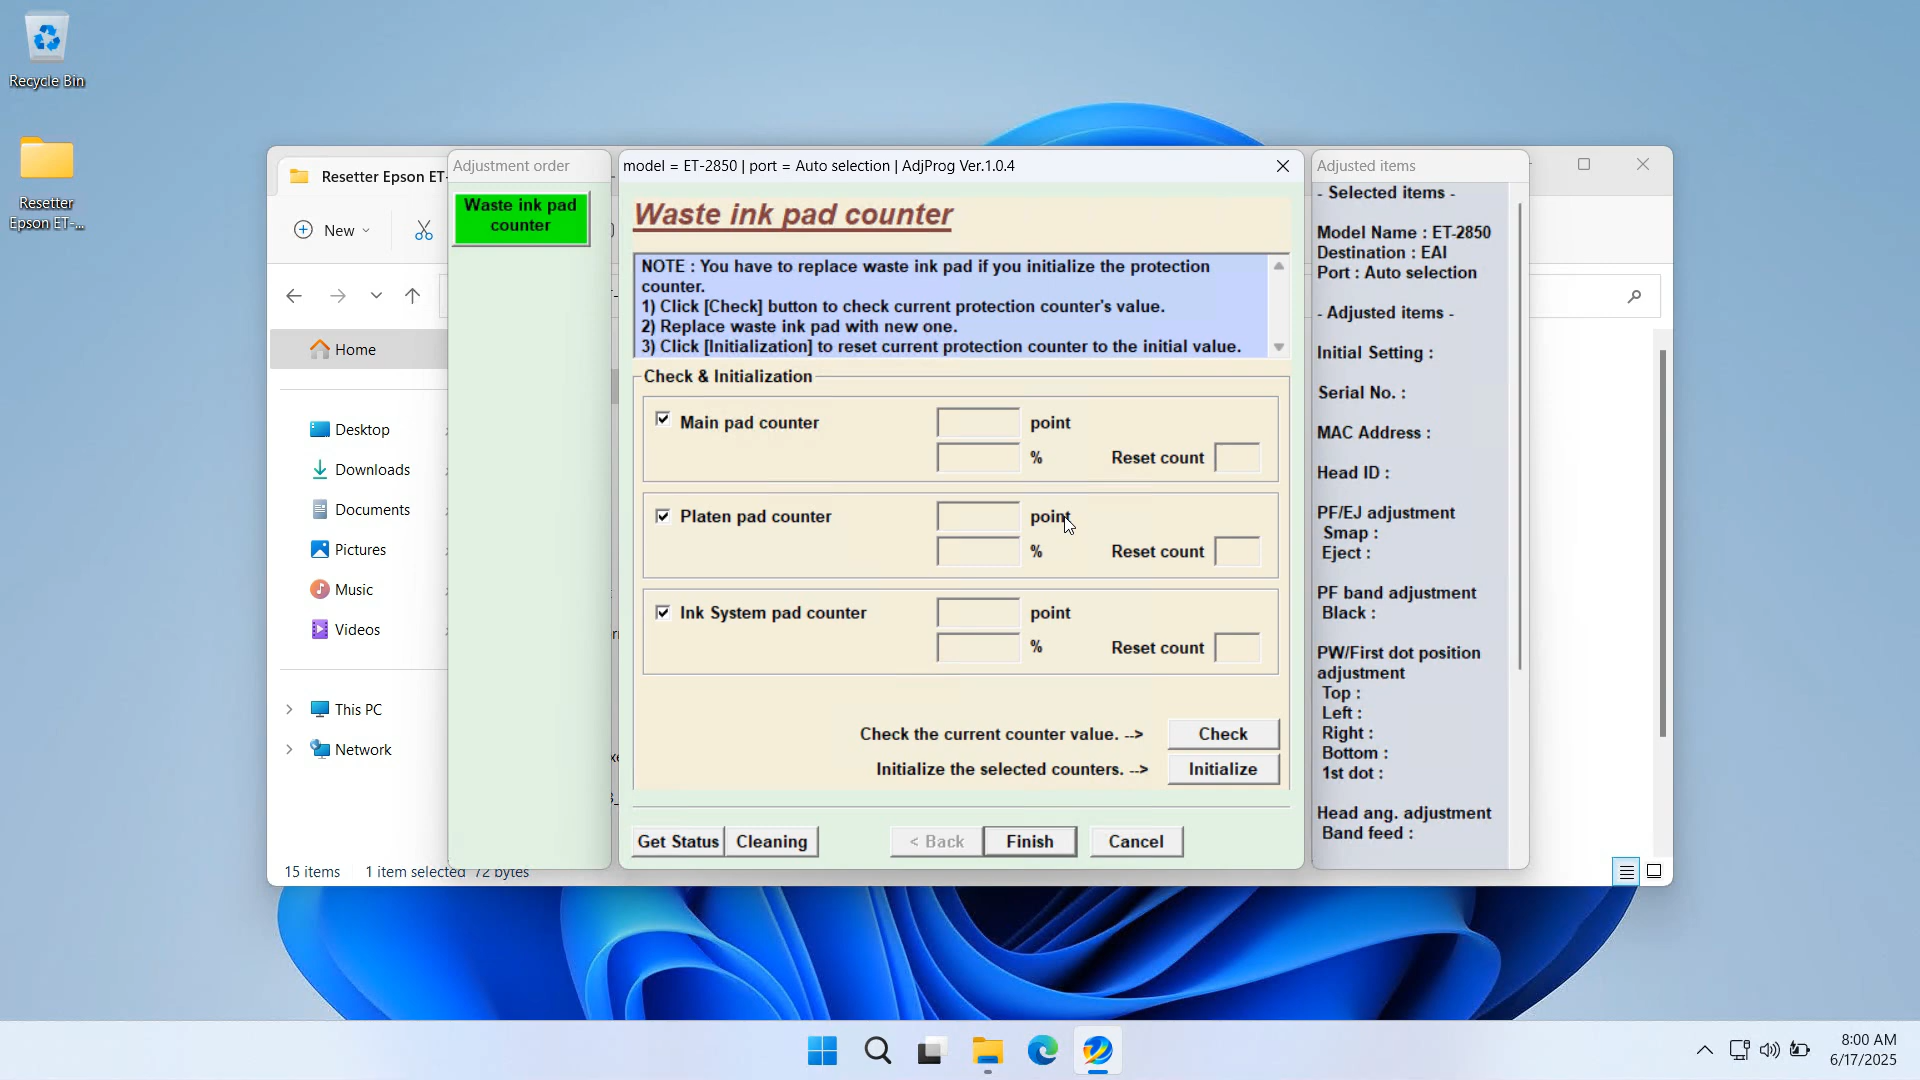 Recycle Bin
Resetter
Epson ET-...
Resetter Epson ET-
New
Home
Desktop
Downloads
Documents
Pictures
Music
Videos
This PC
Network
15 items
1 item selected 72 bytes
Adjustment order
Waste ink pad
counter
model = ET-2850 | port = Auto selection | AdjProg Ver.1.0.4
Waste ink pad counter
NOTE : You have to replace waste ink pad if you initialize the protection
counter.
1) Click [Check] button to check current protection counter's value.
2) Replace waste ink pad with new one.
3) Click [Initialization] to reset current protection counter to the initial value.
Check & Initialization
Main pad counter
point
%
Reset count
Platen pad counter
point
%
Reset count
Ink System pad counter
point
%
Reset count
Check the current counter value. -->
Check
Initialize the selected counters. -->
Initialize
Get Status
Cleaning
< Back
Finish
Cancel
Adjusted items
- Selected items -
Model Name : ET-2850
Destination : EAI
Port : Auto selection
- Adjusted items -
Initial Setting :
Serial No. :
MAC Address :
Head ID :
PF/EJ adjustment
Smap :
Eject :
PF band adjustment
Black :
PW/First dot position
adjustment
Top :
Left :
Right :
Bottom :
1st dot :
Head ang. adjustment
Band feed :
8:00 AM
6/17/2025